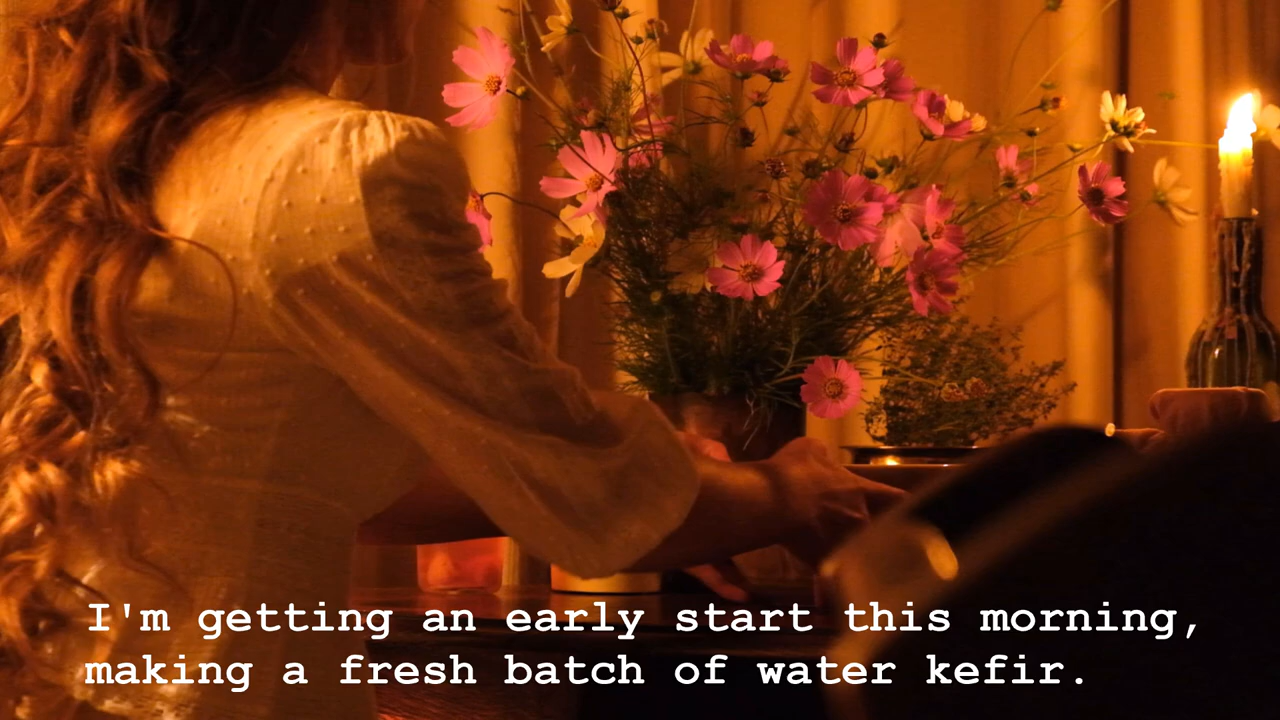 I'm getting an early start this morning,
making a fresh batch of water kefir.